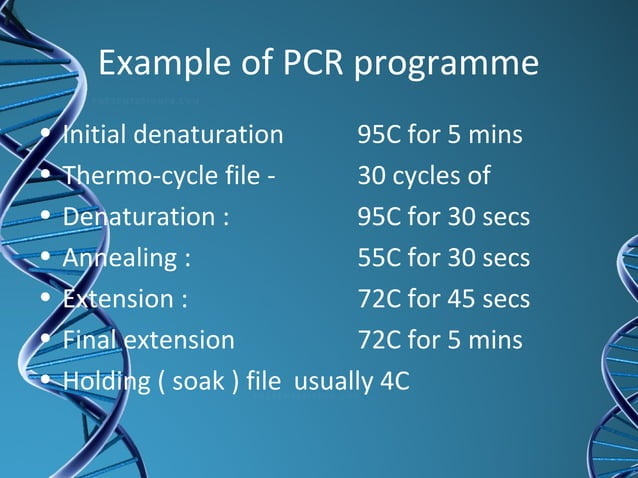 Example of PCR programme
• Initial denaturation 95C for 5 mins
• Thermo-cycle file - 30 cycles of
• Denaturation : 95C for 30 secs
• Annealing : 55C for 30 secs
• Extension : 72C for 45 secs
• Final extension 72C for 5 mins
• Holding ( soak ) file usually 4C